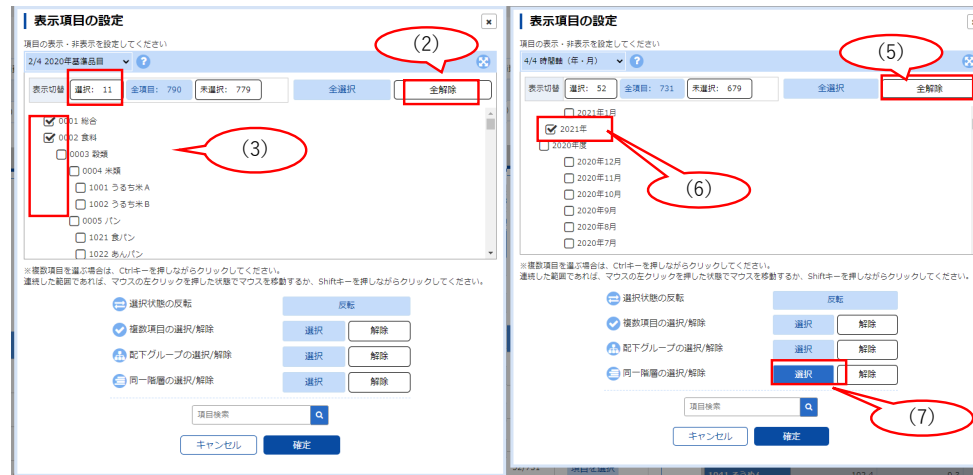 表示項目の設定
項目の表示・非表示を設定してください
(2)
2/4 2020年基準品目
表示切替 選択: 11 全項目: 790 未選択: 779 全選択 全解除
0001 総合
0002 食料
0003 穀類
(3)
0004 米類
1001 うるち米A
1002 うるち米B
0005 パン
1021 食パン
1022 あんパン
※複数項目を選ぶ場合は、Ctrlキーを押しながらクリックしてください。
連続した範囲であれば、マウスの左クリックを押した状態でマウスを移動するか、Shiftキーを押しながらクリックしてください。
選択状態の反転 反転
複数項目の選択/解除 選択 解除
配下グループの選択/解除 選択 解除
同一階層の選択/解除 選択 解除
項目検索
キャンセル 確定
表示項目の設定
項目の表示・非表示を設定してください
(5)
4/4 時間軸（年・月）
表示切替 選択: 52 全項目: 731 未選択: 679 全選択 全解除
2021年1月
2021年
2020年度
2020年12月
2020年11月
(6)
2020年10月
2020年9月
2020年8月
2020年7月
※複数項目を選ぶ場合は、Ctrlキーを押しながらクリックしてください。
連続した範囲であれば、マウスの左クリックを押した状態でマウスを移動するか、Shiftキーを押しながらクリックしてください。
選択状態の反転 反転
複数項目の選択/解除 選択 解除
配下グループの選択/解除 選択 解除
同一階層の選択/解除 選択 解除
項目検索
(7)
キャンセル 確定